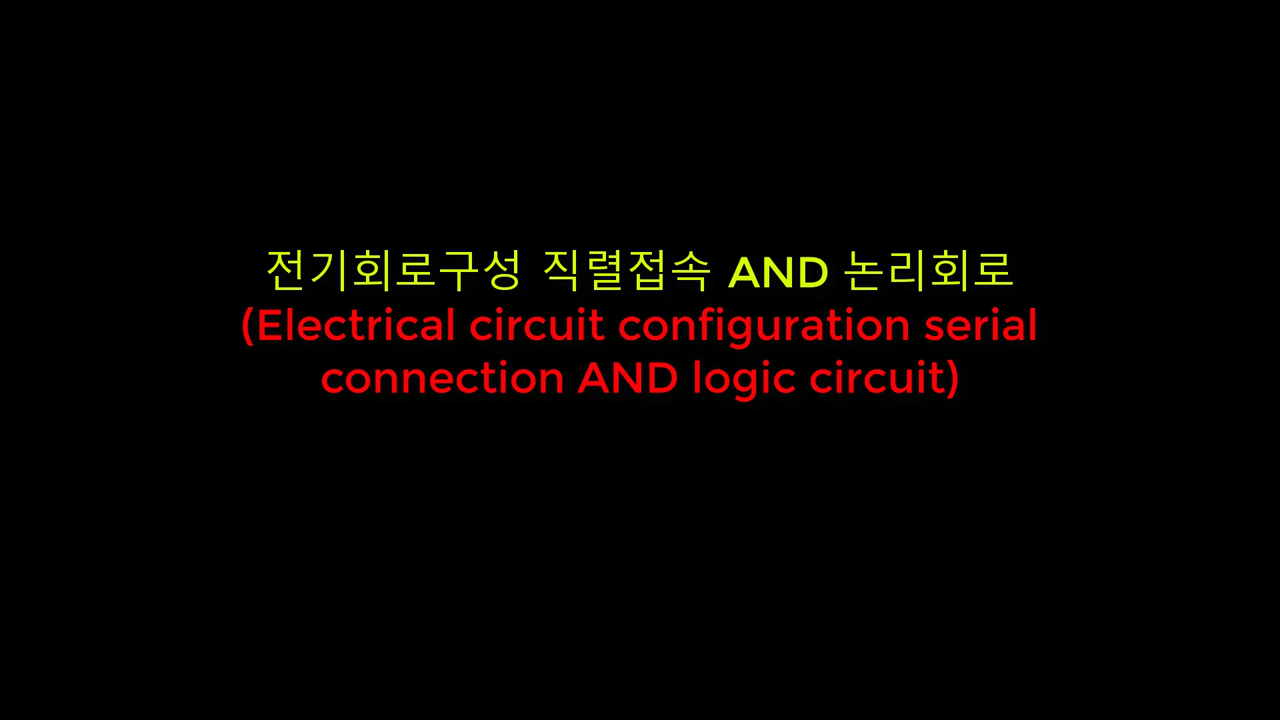 전기회로구성 직렬접속 AND 논리회로
(Electrical circuit configuration serial
connection AND logic circuit)